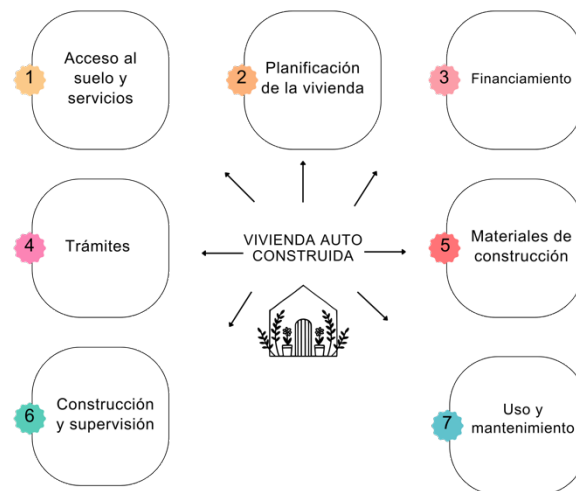 1
Acceso al
suelo y
servicios
2
Planificación
de la vivienda
3
Financiamiento
4
Trámites
VIVIENDA AUTO
CONSTRUIDA
5
Materiales de
construcción
6
Construcción
y supervisión
7
Uso y
mantenimiento